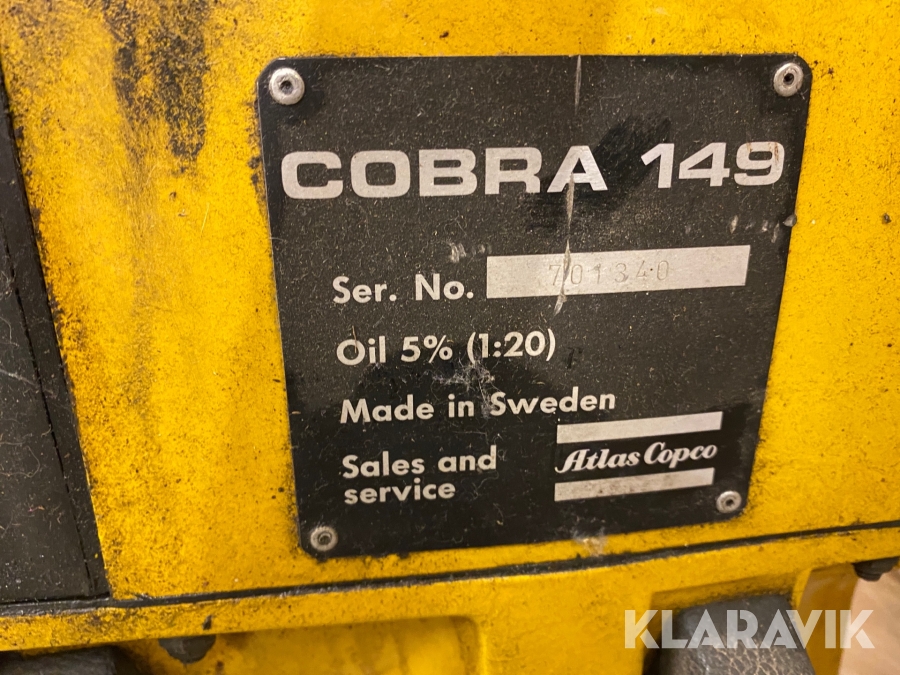 COBRA 149
Ser. No. 701340
Oil 5% (1:20)
Made in Sweden
Sales and
service
Atlas Copco
KLARAVIK